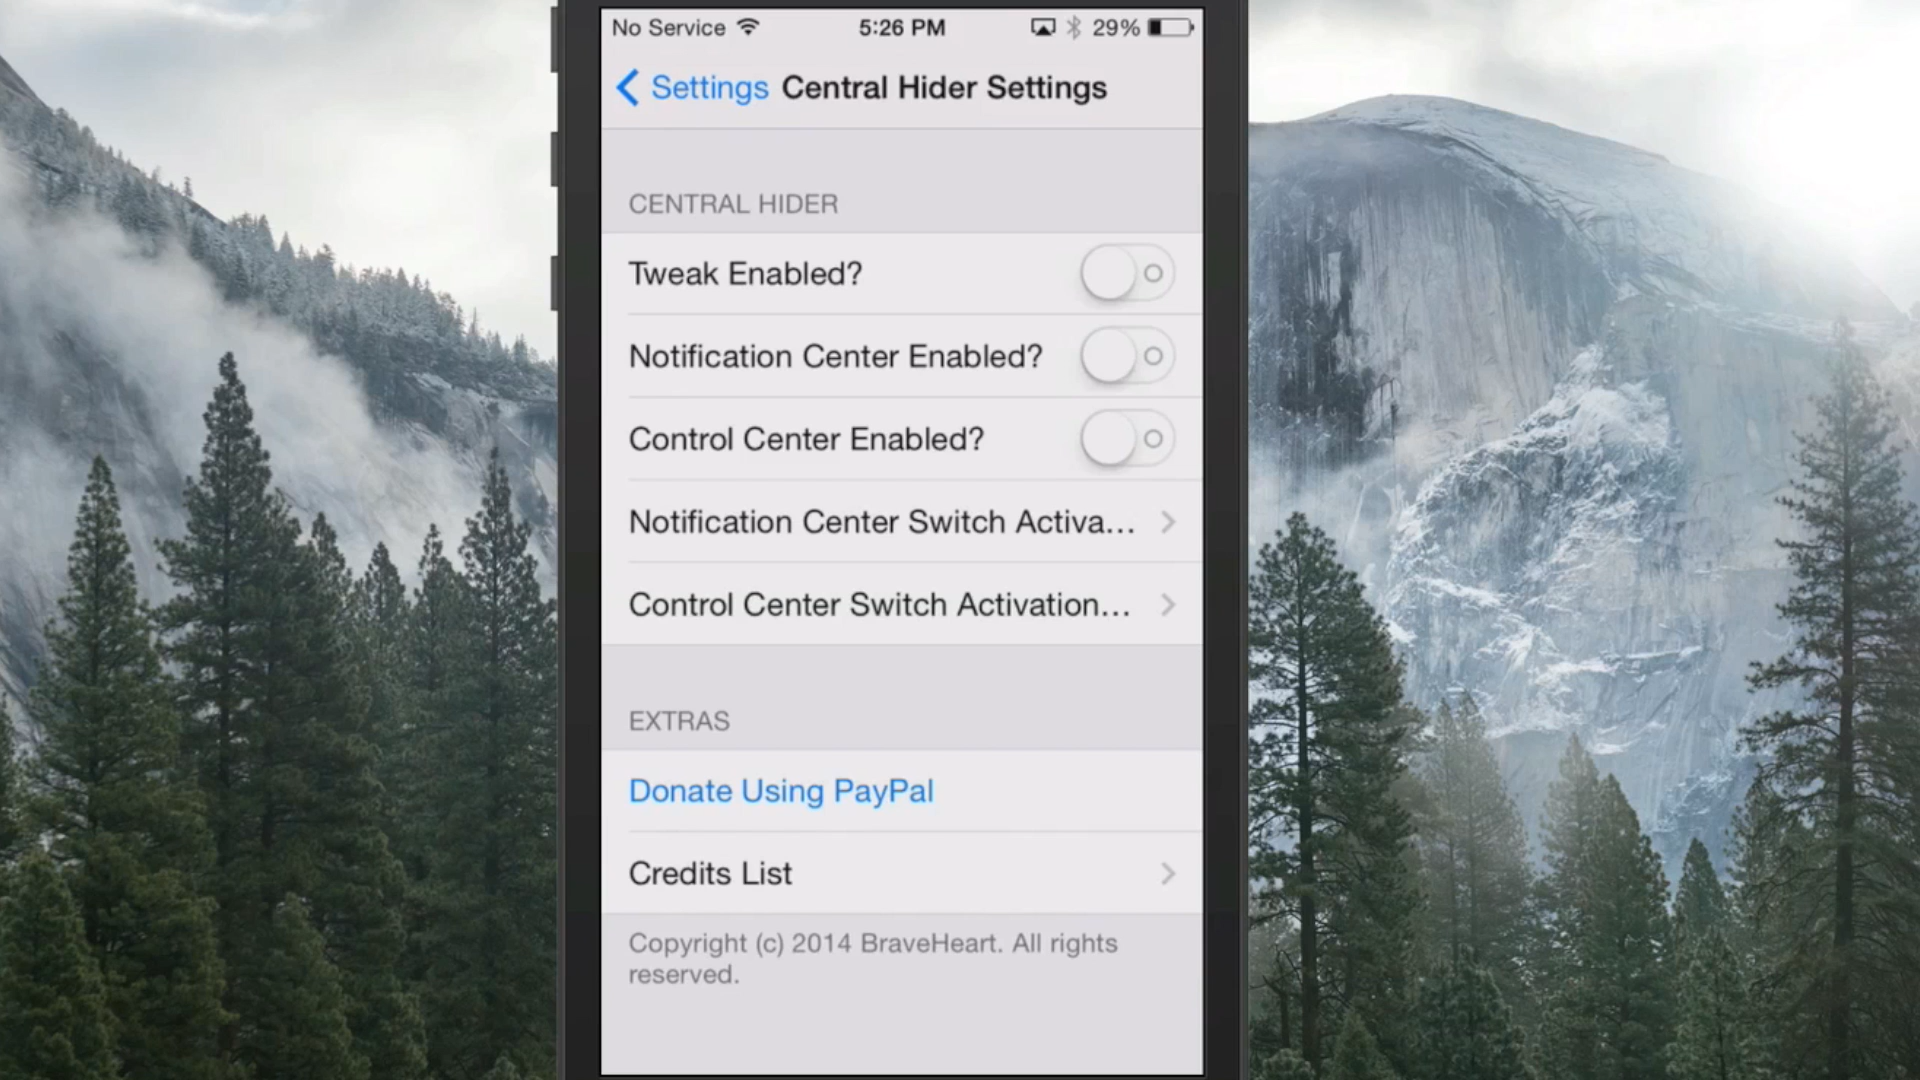 No Service 5:26 PM 29%
Settings Central Hider Settings
CENTRAL HIDER
Tweak Enabled?
Notification Center Enabled?
Control Center Enabled?
Notification Center Switch Activa...
Control Center Switch Activation...
EXTRAS
Donate Using PayPal
Credits List
Copyright (c) 2014 BraveHeart. All rights
reserved.